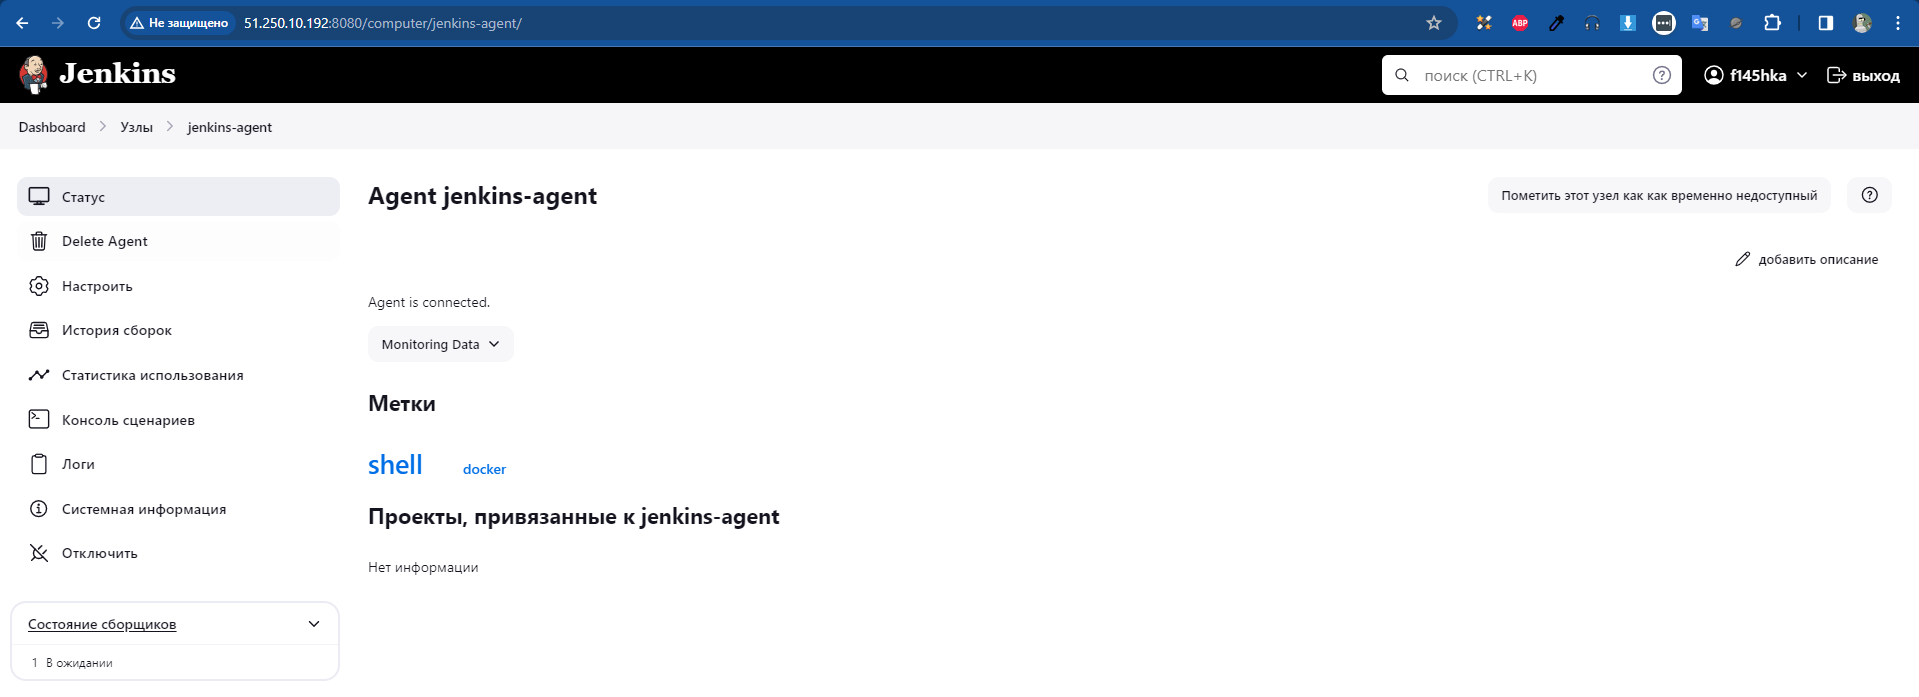 Не защищено 51.250.10.192:8080/computer/jenkins-agent/
ABP
Jenkins
поиск (CTRL+K)
f145hka
выход
Dashboard
Узлы
jenkins-agent
Статус
Delete Agent
Настроить
История сборок
Статистика использования
Консоль сценариев
Логи
Системная информация
Отключить
Состояние сборщиков
1 В ожидании
Agent jenkins-agent
Пометить этот узел как как временно недоступный
добавить описание
Agent is connected.
Monitoring Data
Метки
shell docker
Проекты, привязанные к jenkins-agent
Нет информации